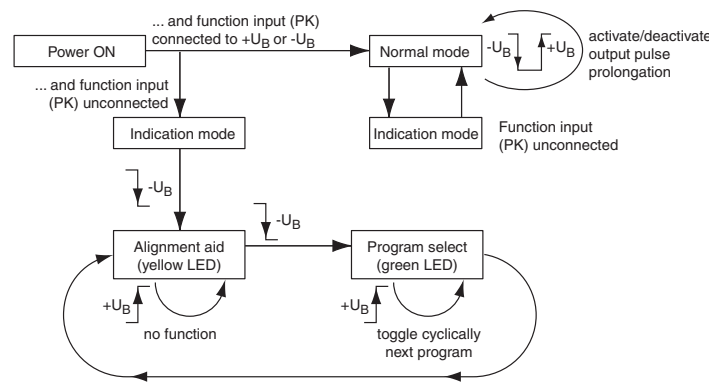 ... and function input (PK)
connected to +UB or -UB
Power ON
Normal mode
-UB
+UB
activate/deactivate
output pulse
prolongation
... and function input
(PK) unconnected
Indication mode
Indication mode
Function input
(PK) unconnected
-UB
-UB
Alignment aid
(yellow LED)
Program select
(green LED)
+UB
no function
+UB
toggle cyclically
next program